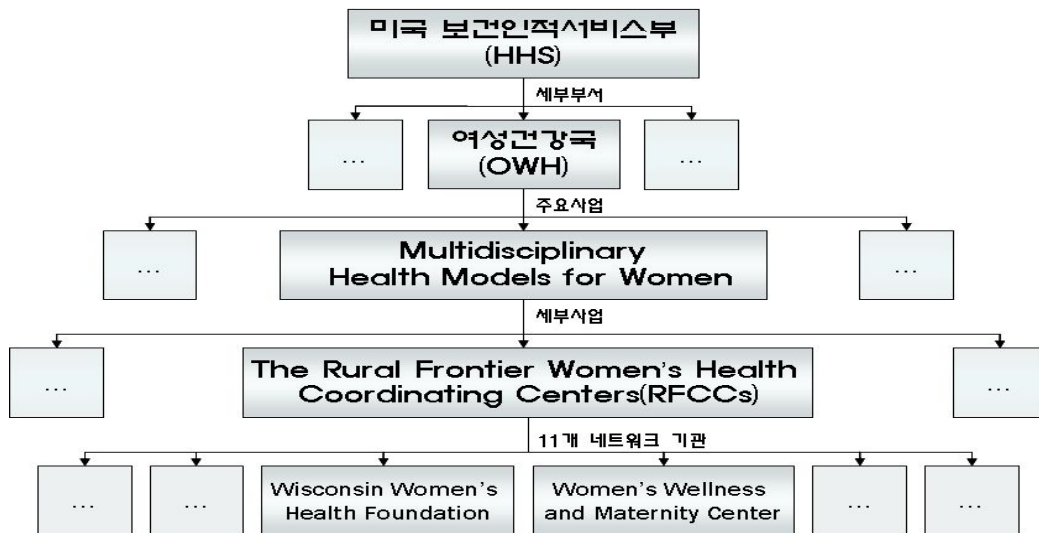 미국 보건인적서비스부
(HHS)
세부부서
...
여성건강국
(OWH)
...
주요사업
...
Multidisciplinary
Health Models for Women
...
세부사업
...
The Rural Frontier Women's Health
Coordinating Centers(RFCCs)
...
11개 네트워크 기관
...
...
Wisconsin Women's
Health Foundation
Women's Wellness
and Maternity Center
...
...